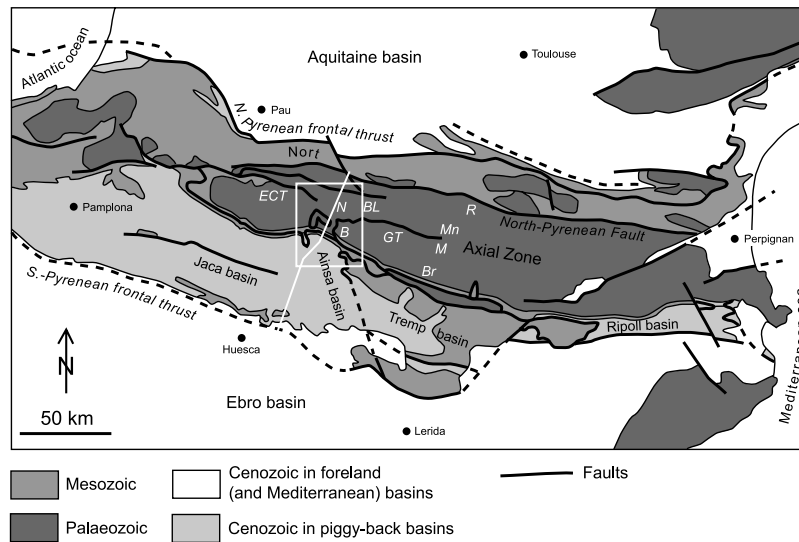 Atlantic ocean
Aquitaine basin
Toulouse
Pau
N. Pyrenean frontal thrust
Nort
ECT
N
BL
R
Pamplona
North-Pyrenean Fault
B
GT
Mn
Perpignan
M
Axial Zone
Jaca basin
Ainsa basin
Br
S.-Pyrenean frontal thrust
Tremp basin
Ripoll basin
N
Huesca
Ebro basin
50 km
Lerida
Mediterranean
Mesozoic
Cenozoic in foreland
(and Mediterranean) basins
Faults
Palaeozoic
Cenozoic in piggy-back basins